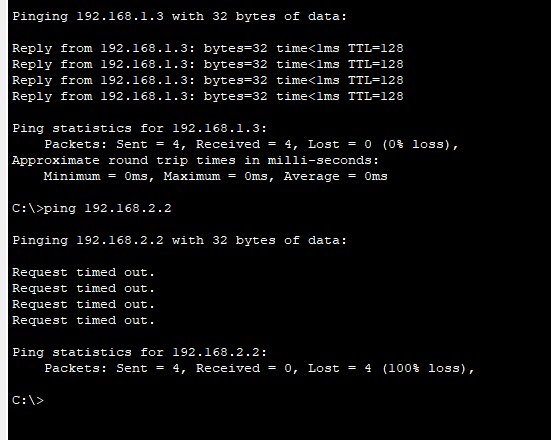 Pinging 192.168.1.3 with 32 bytes of data:
Reply from 192.168.1.3: bytes=32 time<1ms TTL=128
Reply from 192.168.1.3: bytes=32 time<1ms TTL=128
Reply from 192.168.1.3: bytes=32 time<1ms TTL=128
Reply from 192.168.1.3: bytes=32 time<1ms TTL=128
Ping statistics for 192.168.1.3:
    Packets: Sent = 4, Received = 4, Lost = 0 (0% loss),
Approximate round trip times in milli-seconds:
    Minimum = 0ms, Maximum = 0ms, Average = 0ms
C:\>ping 192.168.2.2
Pinging 192.168.2.2 with 32 bytes of data:
Request timed out.
Request timed out.
Request timed out.
Request timed out.
Ping statistics for 192.168.2.2:
    Packets: Sent = 4, Received = 0, Lost = 4 (100% loss),
C:\>